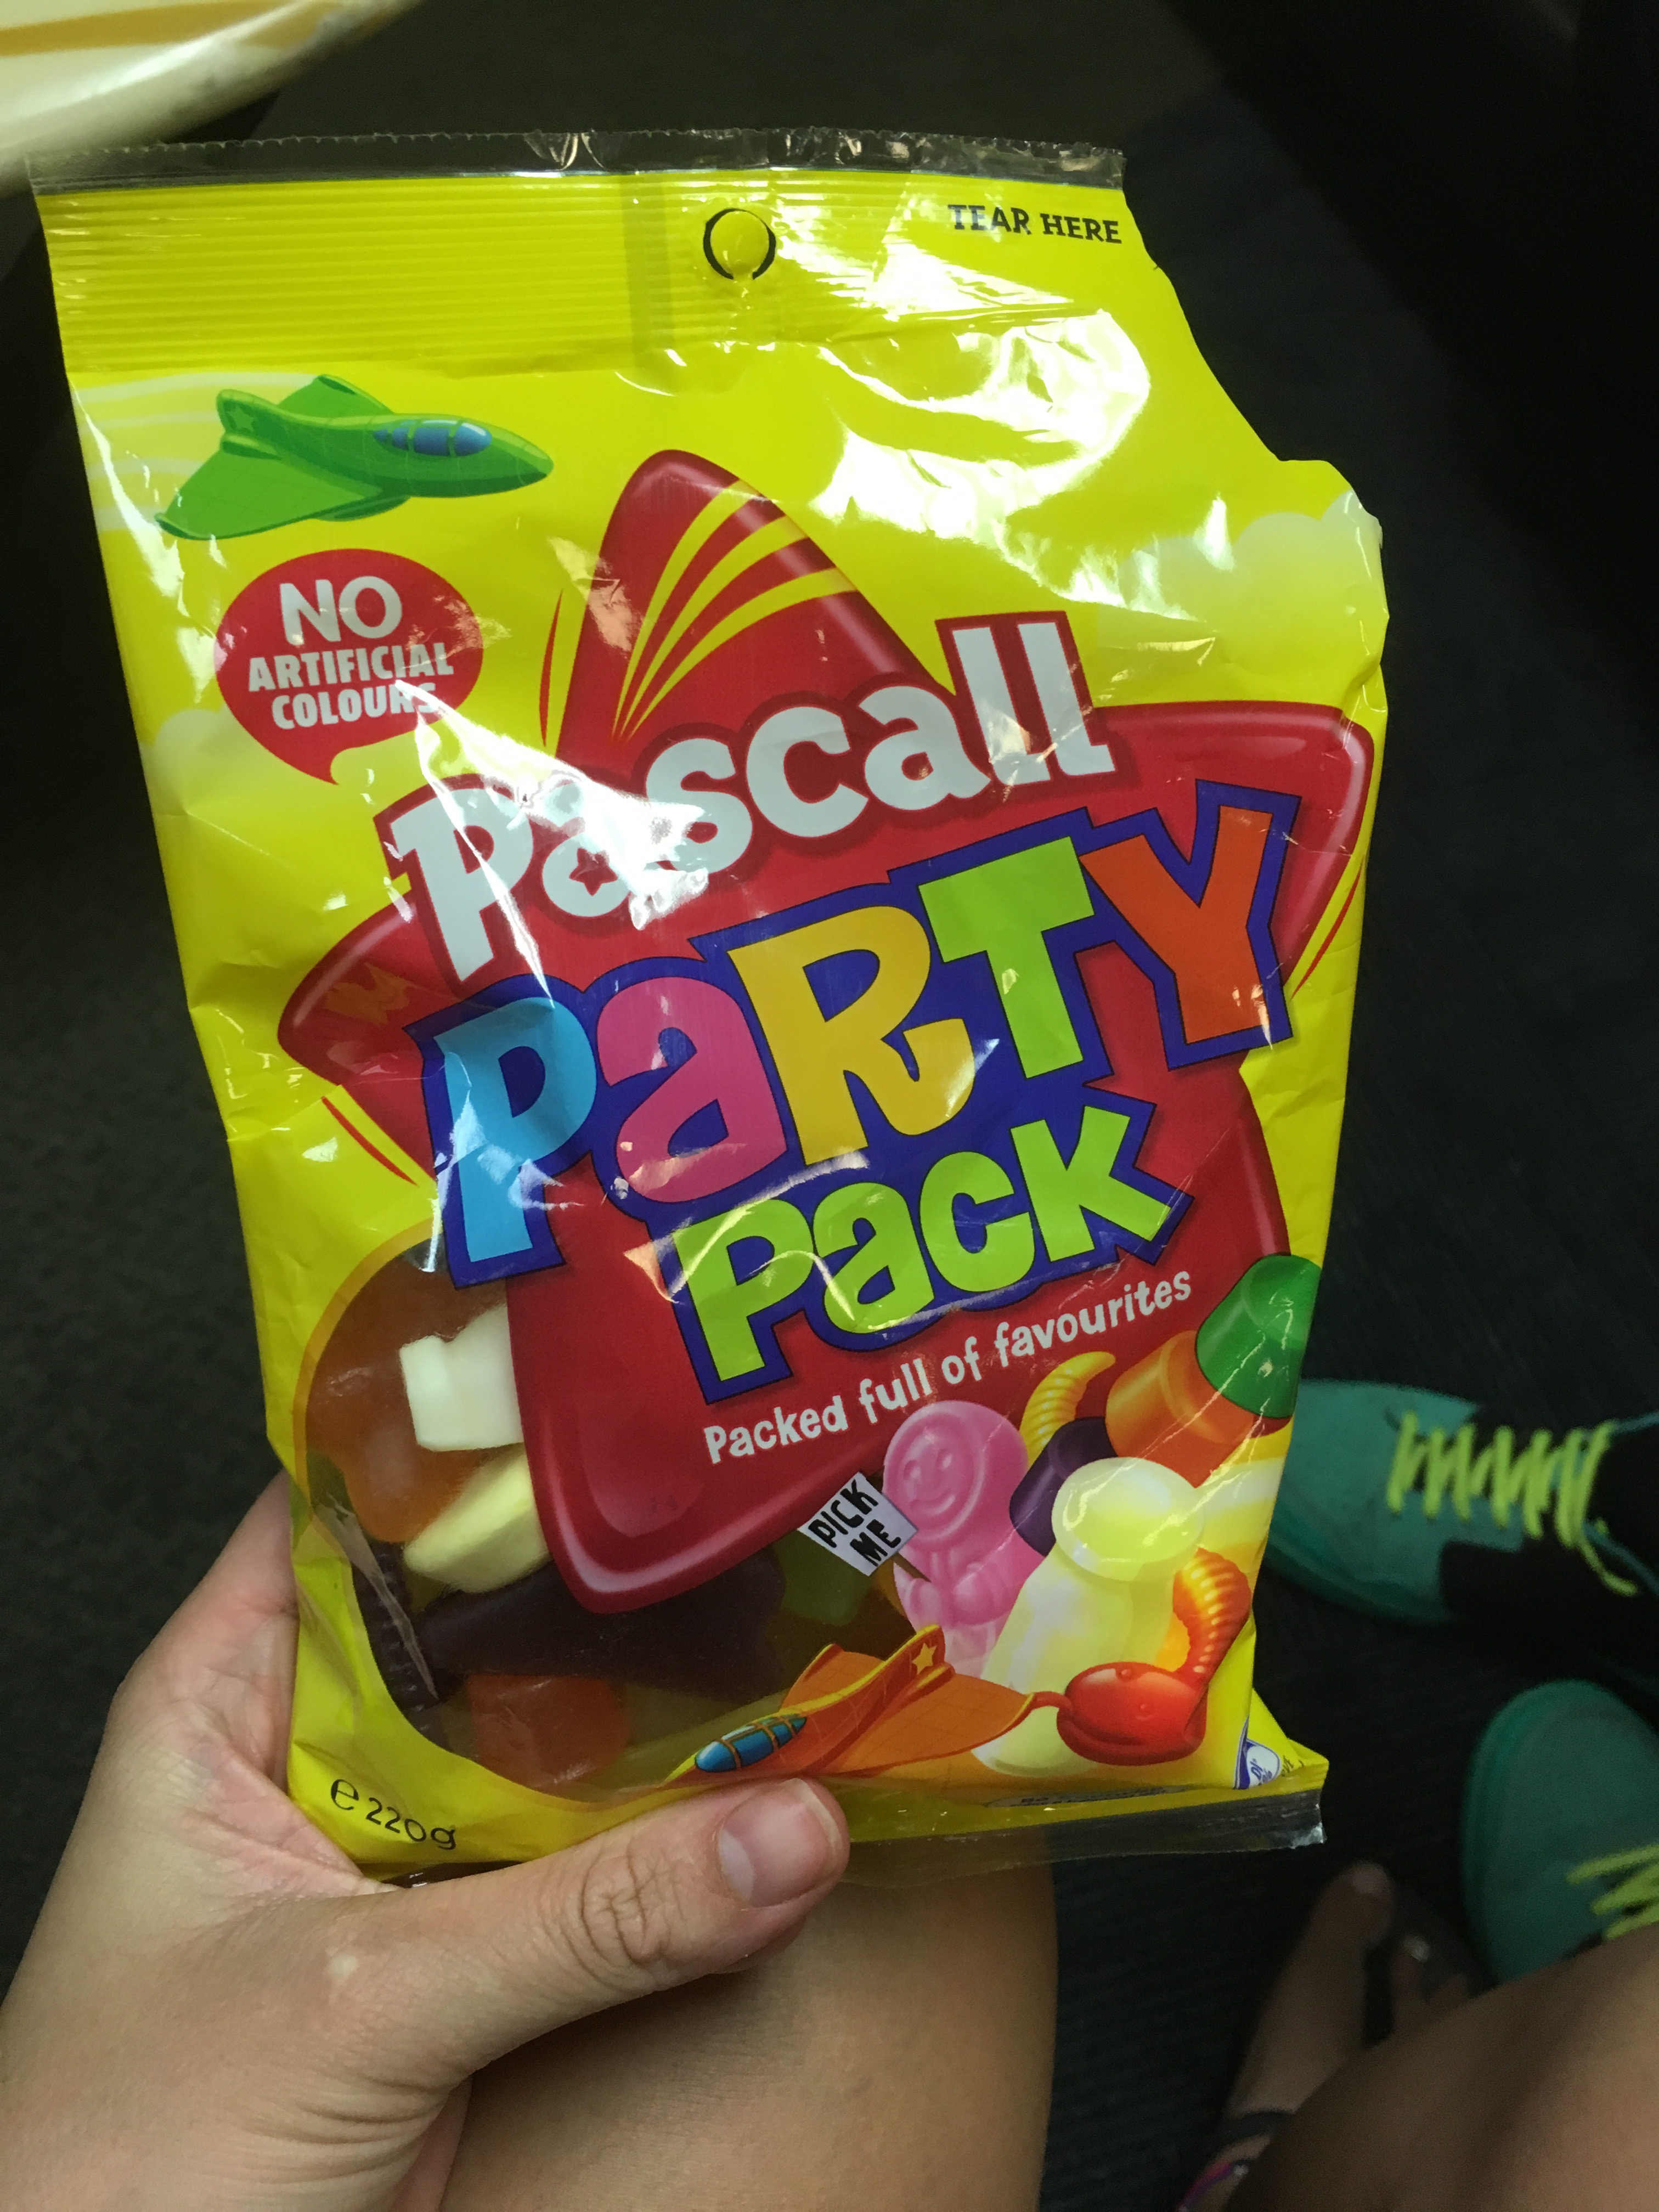 TEAR HERE
NO
ARTIFICIAL
COLOURS
Pascall
PaRTY
Pack
Packed full of favourites
PICK
ME
e 220g